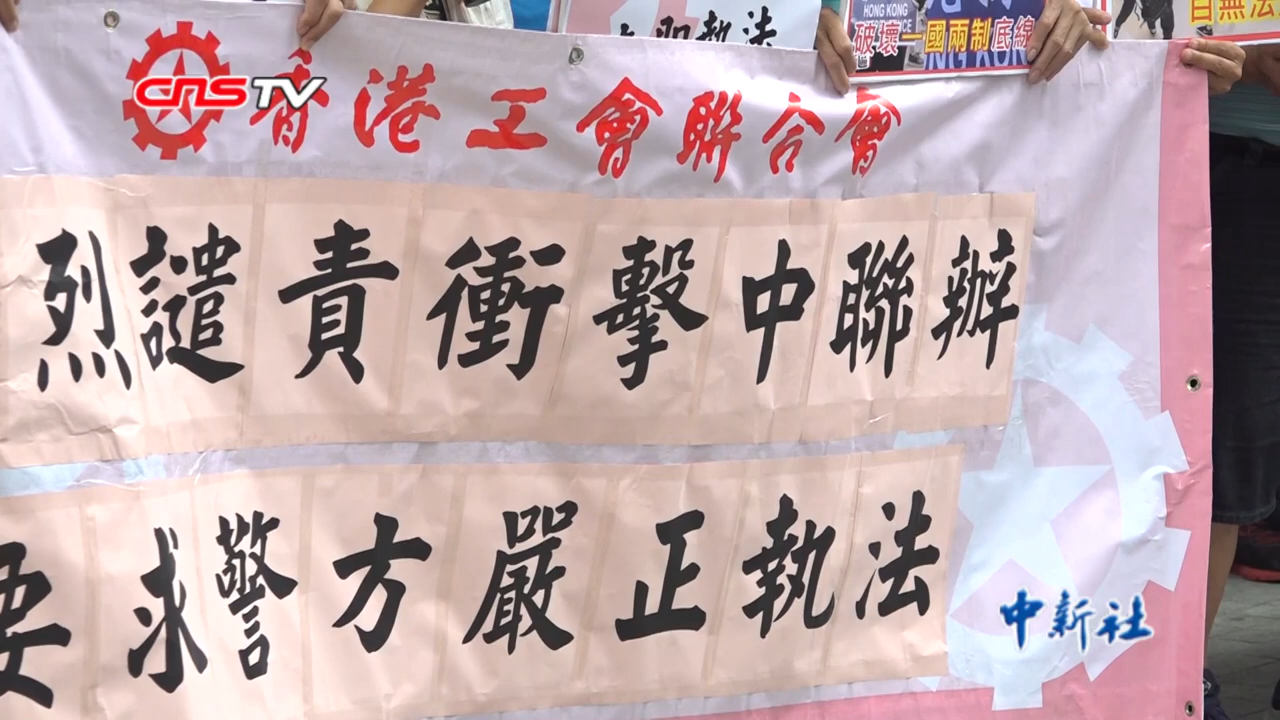 HONG KONG
破壞一國兩制底線
CNSTV
香港工會聯合會
烈譴責衝擊中聯辦
要求警方嚴正執法
中新社